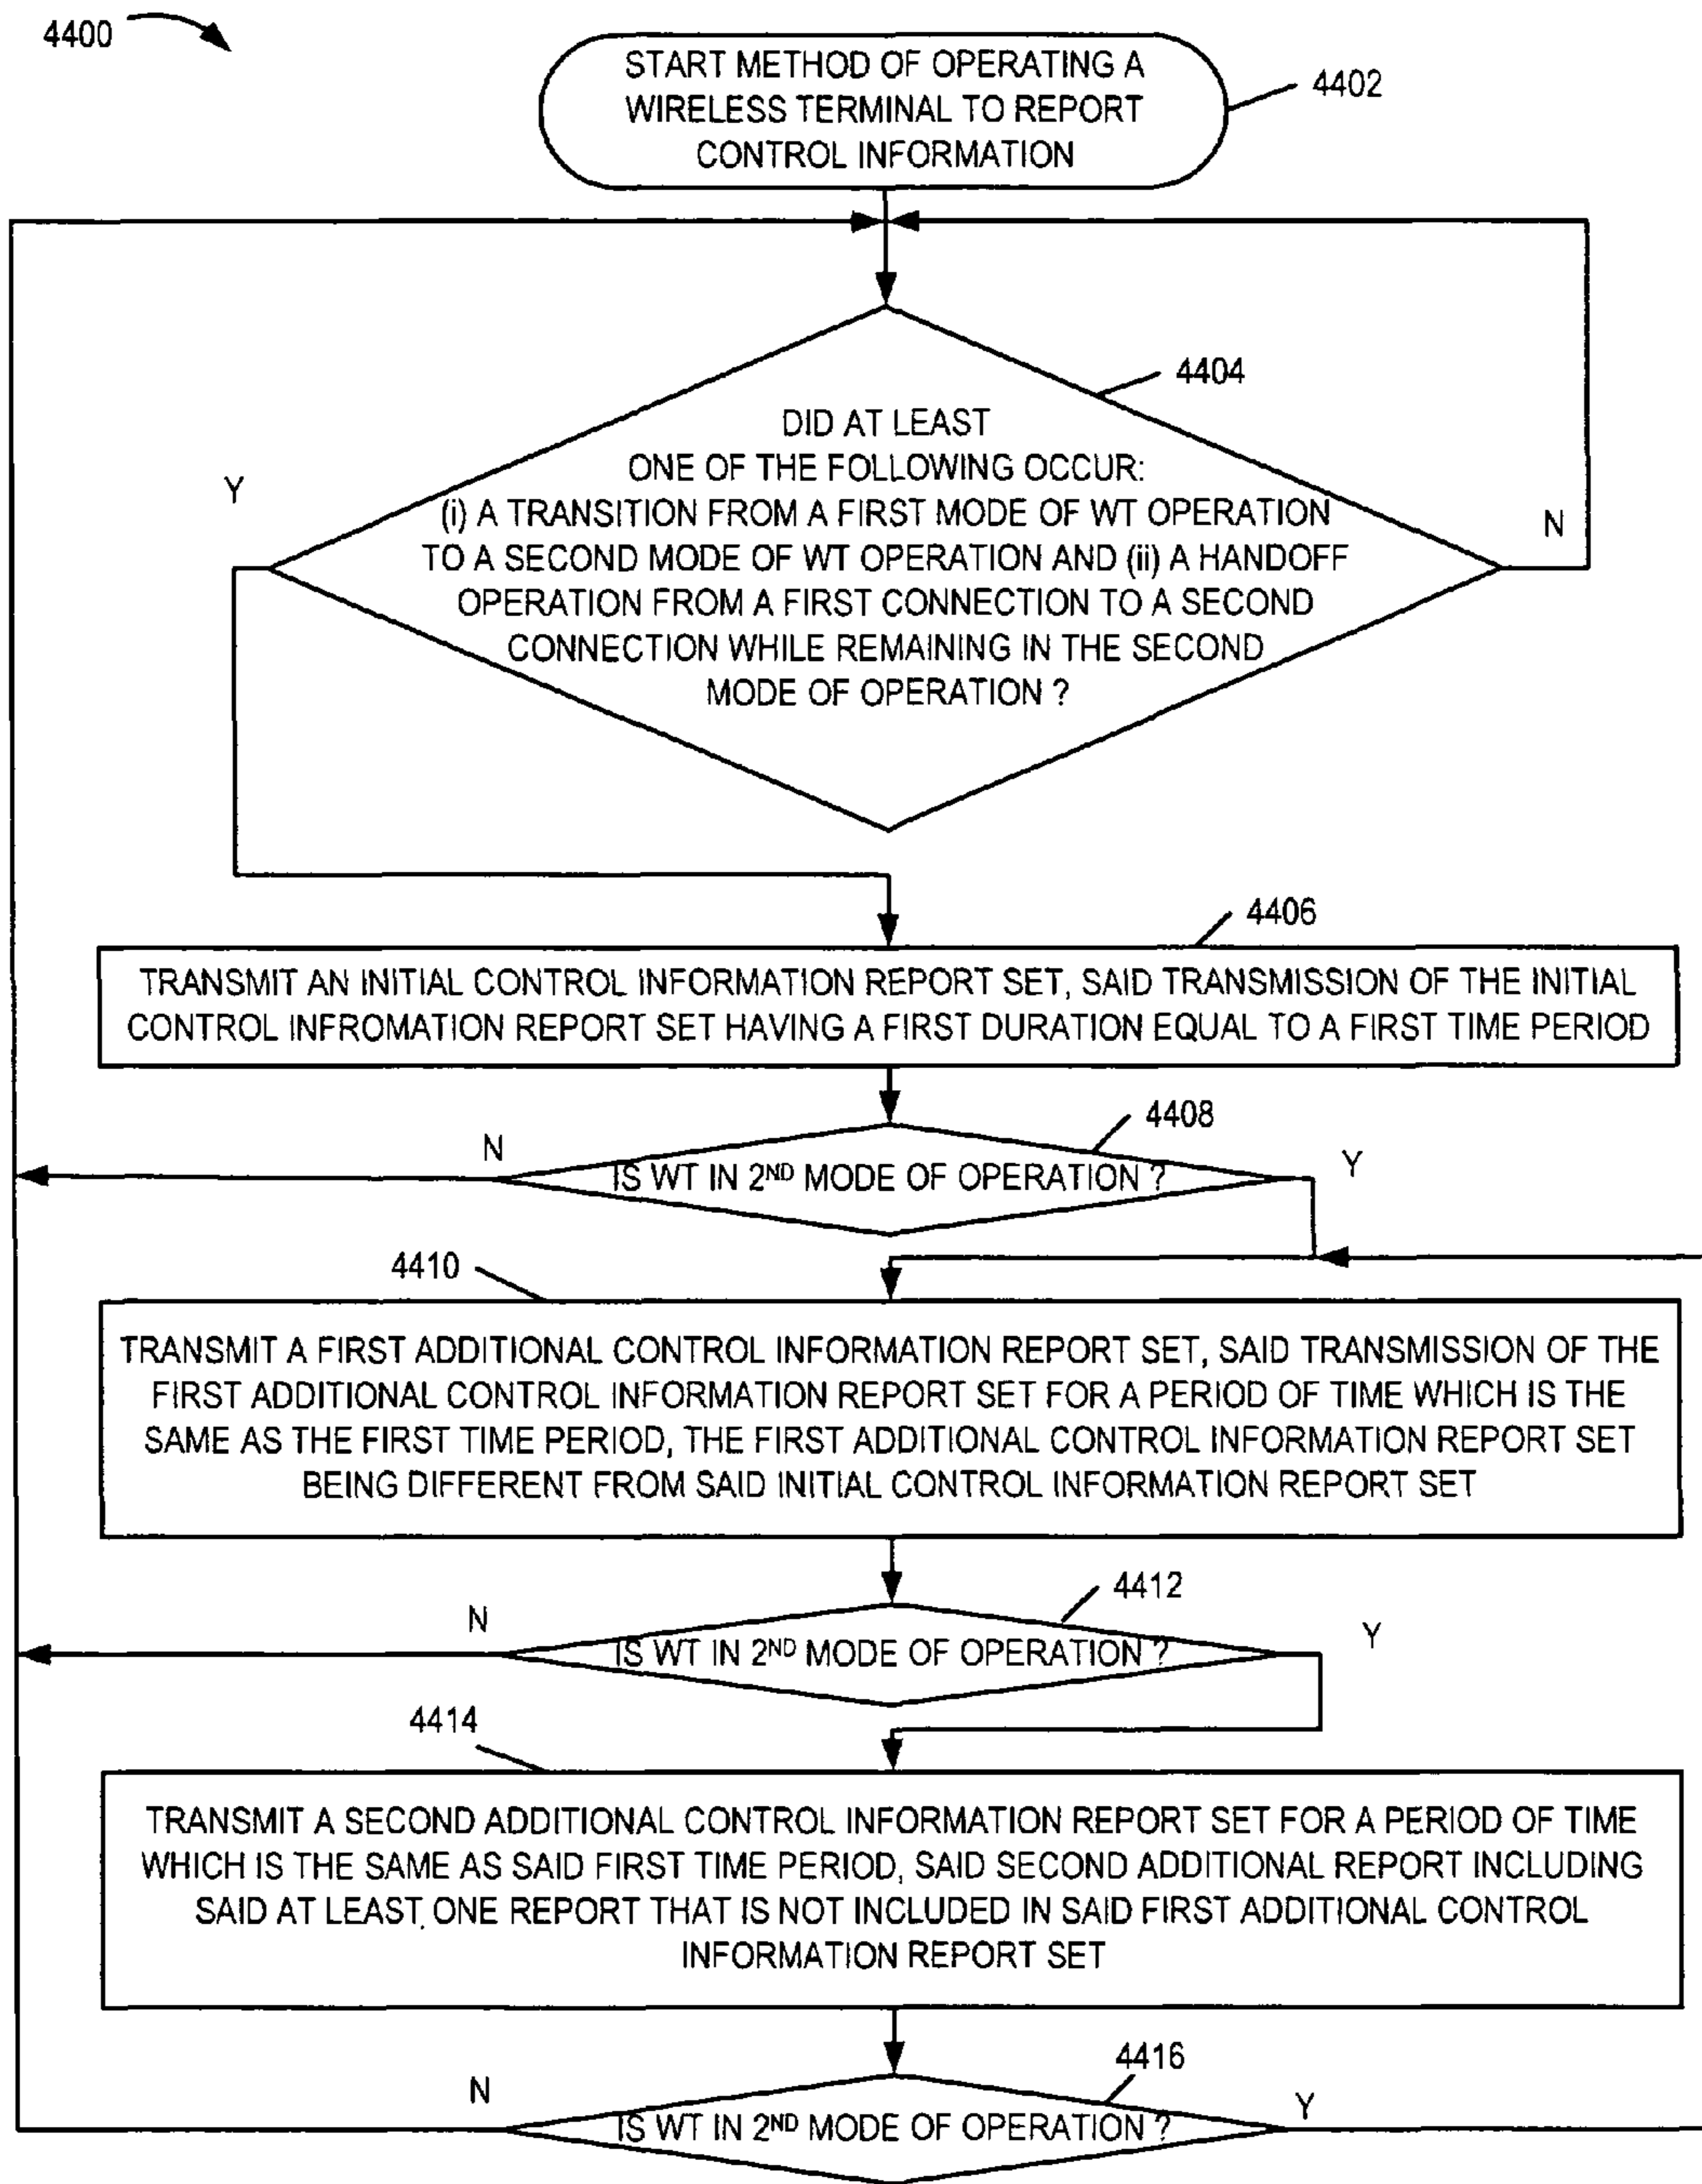 4400
START METHOD OF OPERATING A
WIRELESS TERMINAL TO REPORT
CONTROL INFORMATION
4402
4404
DID AT LEAST
ONE OF THE FOLLOWING OCCUR:
(i) A TRANSITION FROM A FIRST MODE OF WT OPERATION
TO A SECOND MODE OF WT OPERATION AND (ii) A HANDOFF
OPERATION FROM A FIRST CONNECTION TO A SECOND
CONNECTION WHILE REMAINING IN THE SECOND
MODE OF OPERATION ?
Y
N
4406
TRANSMIT AN INITIAL CONTROL INFORMATION REPORT SET, SAID TRANSMISSION OF THE INITIAL
CONTROL INFROMATION REPORT SET HAVING A FIRST DURATION EQUAL TO A FIRST TIME PERIOD
4408
N
IS WT IN 2ND MODE OF OPERATION ?
Y
4410
TRANSMIT A FIRST ADDITIONAL CONTROL INFORMATION REPORT SET, SAID TRANSMISSION OF THE
FIRST ADDITIONAL CONTROL INFORMATION REPORT SET FOR A PERIOD OF TIME WHICH IS THE
SAME AS THE FIRST TIME PERIOD, THE FIRST ADDITIONAL CONTROL INFORMATION REPORT SET
BEING DIFFERENT FROM SAID INITIAL CONTROL INFORMATION REPORT SET
4412
N
IS WT IN 2ND MODE OF OPERATION ?
Y
4414
TRANSMIT A SECOND ADDITIONAL CONTROL INFORMATION REPORT SET FOR A PERIOD OF TIME
WHICH IS THE SAME AS SAID FIRST TIME PERIOD, SAID SECOND ADDITIONAL REPORT INCLUDING
SAID AT LEAST ONE REPORT THAT IS NOT INCLUDED IN SAID FIRST ADDITIONAL CONTROL
INFORMATION REPORT SET
4416
N
IS WT IN 2ND MODE OF OPERATION ?
Y